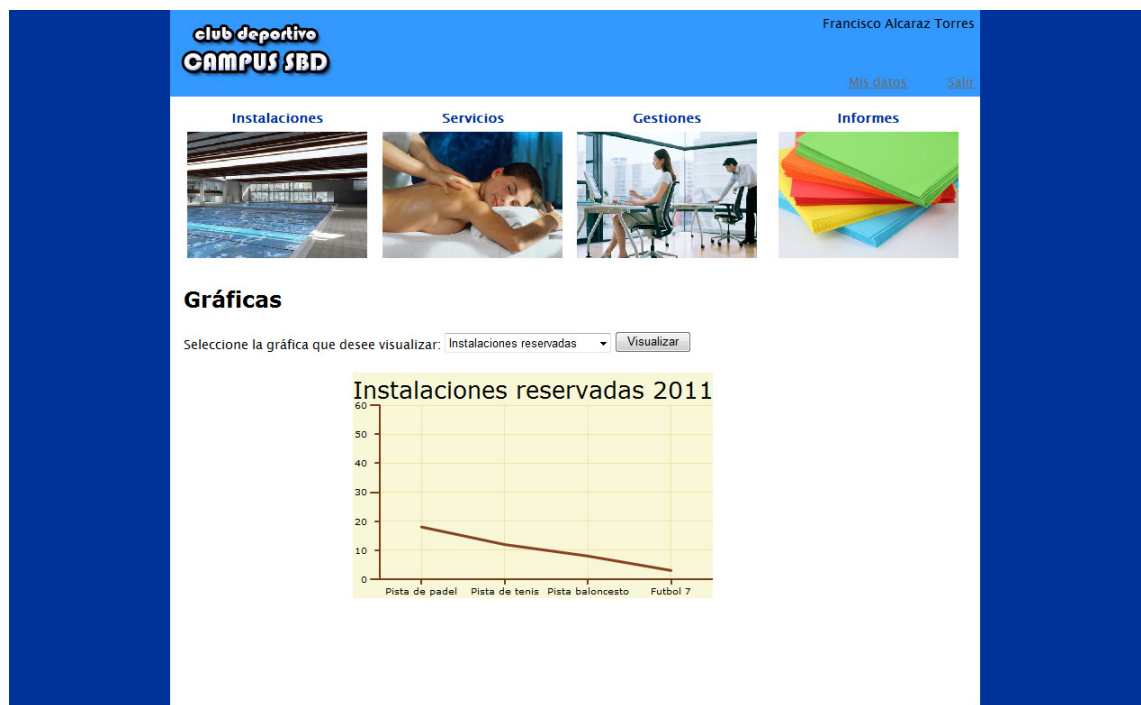 club deportivo
CAMPUS SBD
Francisco Alcaraz Torres
Mis datos Salir
Instalaciones Servicios Gestiones Informes
Gráficas
Seleccione la gráfica que desee visualizar: Instalaciones reservadas Visualizar
Instalaciones reservadas 2011
60
50
40
30
20
10
0
Pista de padel Pista de tenis Pista baloncesto Futbol 7